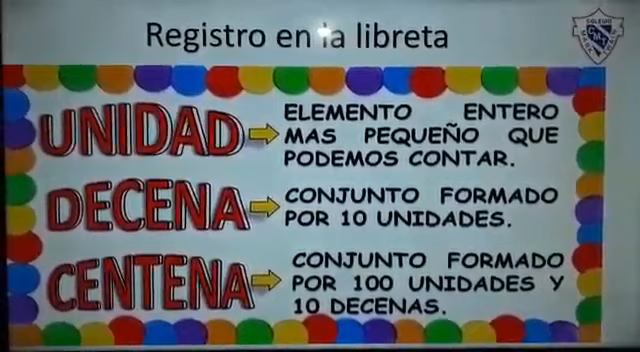 Registro en la libreta
COLEGIO
UNIDAD
ELEMENTO ENTERO
MAS PEQUEÑO QUE
PODEMOS CONTAR.
DECENA
CONJUNTO FORMADO
POR 10 UNIDADES.
CENTENA
CONJUNTO FORMADO
POR 100 UNIDADES Y
10 DECENAS.